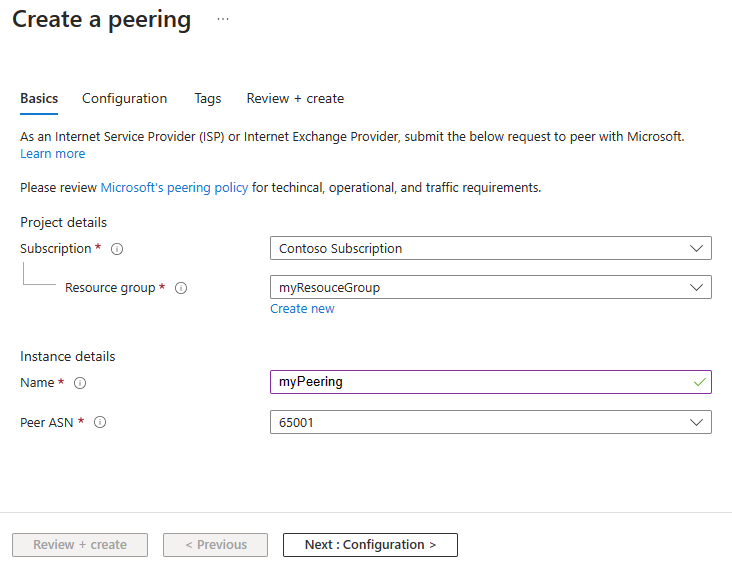 Create a peering ...
Basics Configuration Tags Review + create
As an Internet Service Provider (ISP) or Internet Exchange Provider, submit the below request to peer with Microsoft.
Learn more
Please review Microsoft's peering policy for techincal, operational, and traffic requirements.
Project details
Subscription * Contoso Subscription
Resource group * myResouceGroup
Create new
Instance details
Name * myPeering
Peer ASN * 65001
Review + create < Previous Next : Configuration >